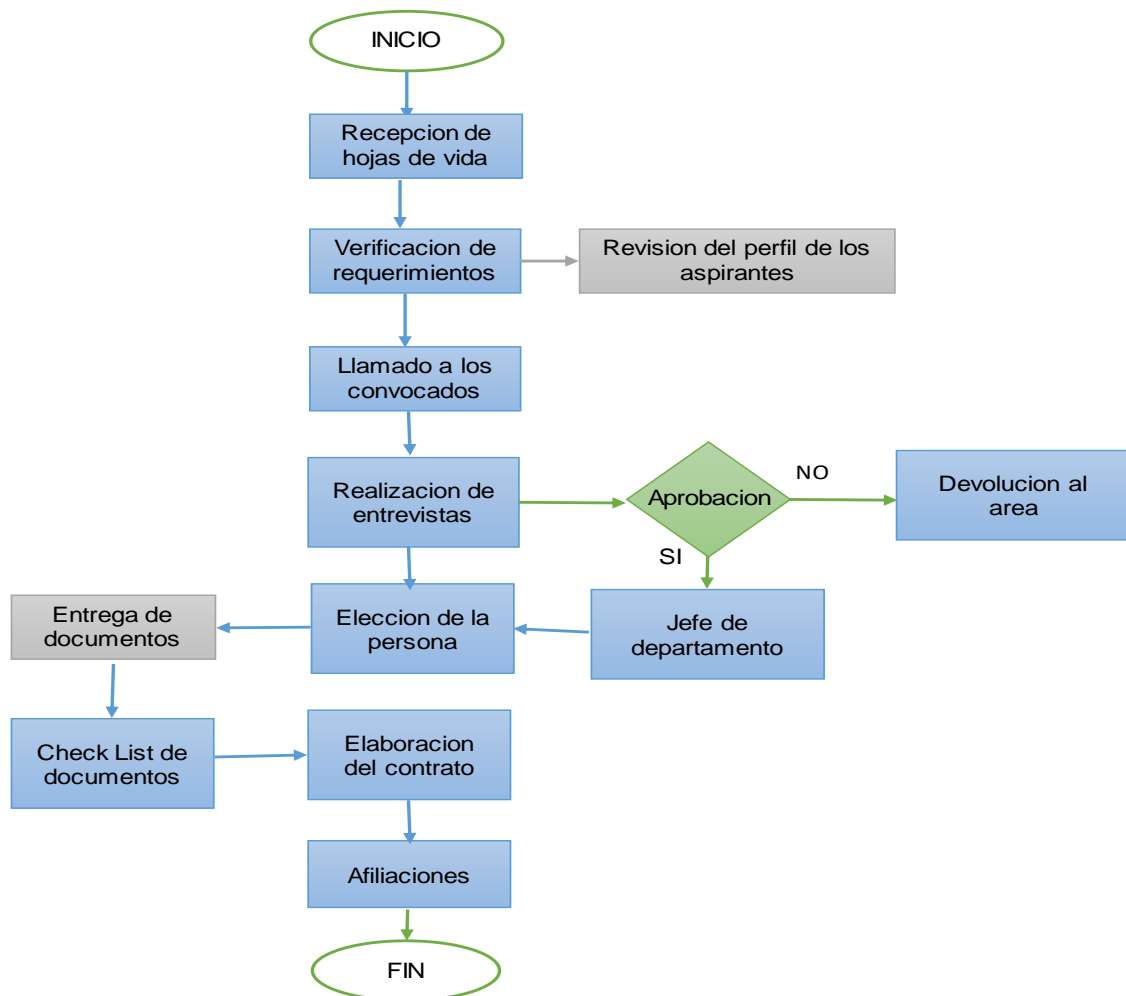 INICIO
Recepcion de
hojas de vida
Verificacion de
requerimientos
Revision del perfil de los
aspirantes
Llamado a los
convocados
Realizacion de
entrevistas
Aprobacion
NO
Devolucion al
area
SI
Jefe de
departamento
Eleccion de la
persona
Entrega de
documentos
Check List de
documentos
Elaboracion
del contrato
Afiliaciones
FIN